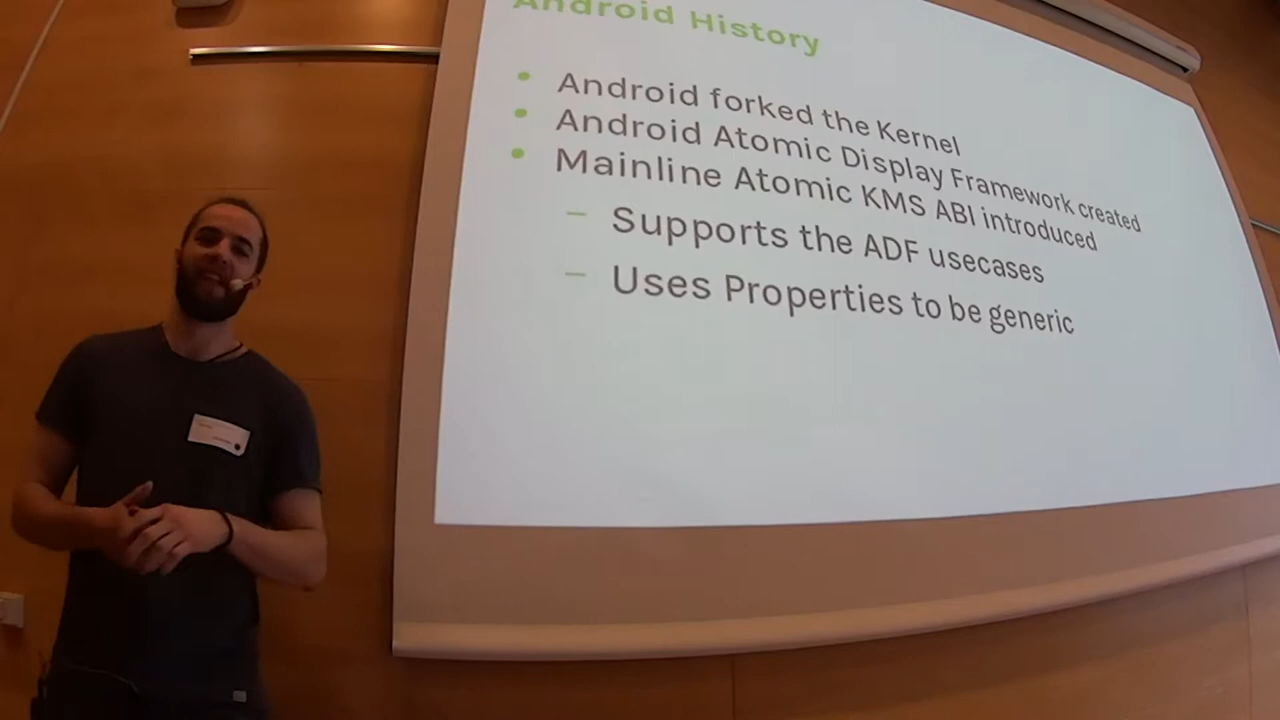 Android History
Android forked the Kernel
Android Atomic Display Framework created
Mainline Atomic KMS ABI introduced
– Supports the ADF usecases
– Uses Properties to be generic